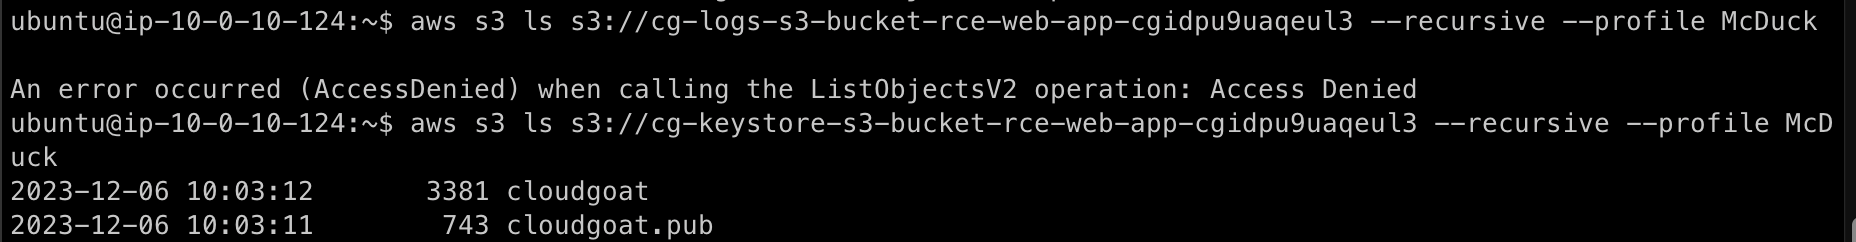 ubuntu@ip-10-0-10-124:~$ aws s3 ls s3://cg-logs-s3-bucket-rce-web-app-cgidpu9uaqeul3 --recursive --profile McDuck
An error occurred (AccessDenied) when calling the ListObjectsV2 operation: Access Denied
ubuntu@ip-10-0-10-124:~$ aws s3 ls s3://cg-keystore-s3-bucket-rce-web-app-cgidpu9uaqeul3 --recursive --profile McD
uck
2023-12-06 10:03:12       3381 cloudgoat
2023-12-06 10:03:11        743 cloudgoat.pub